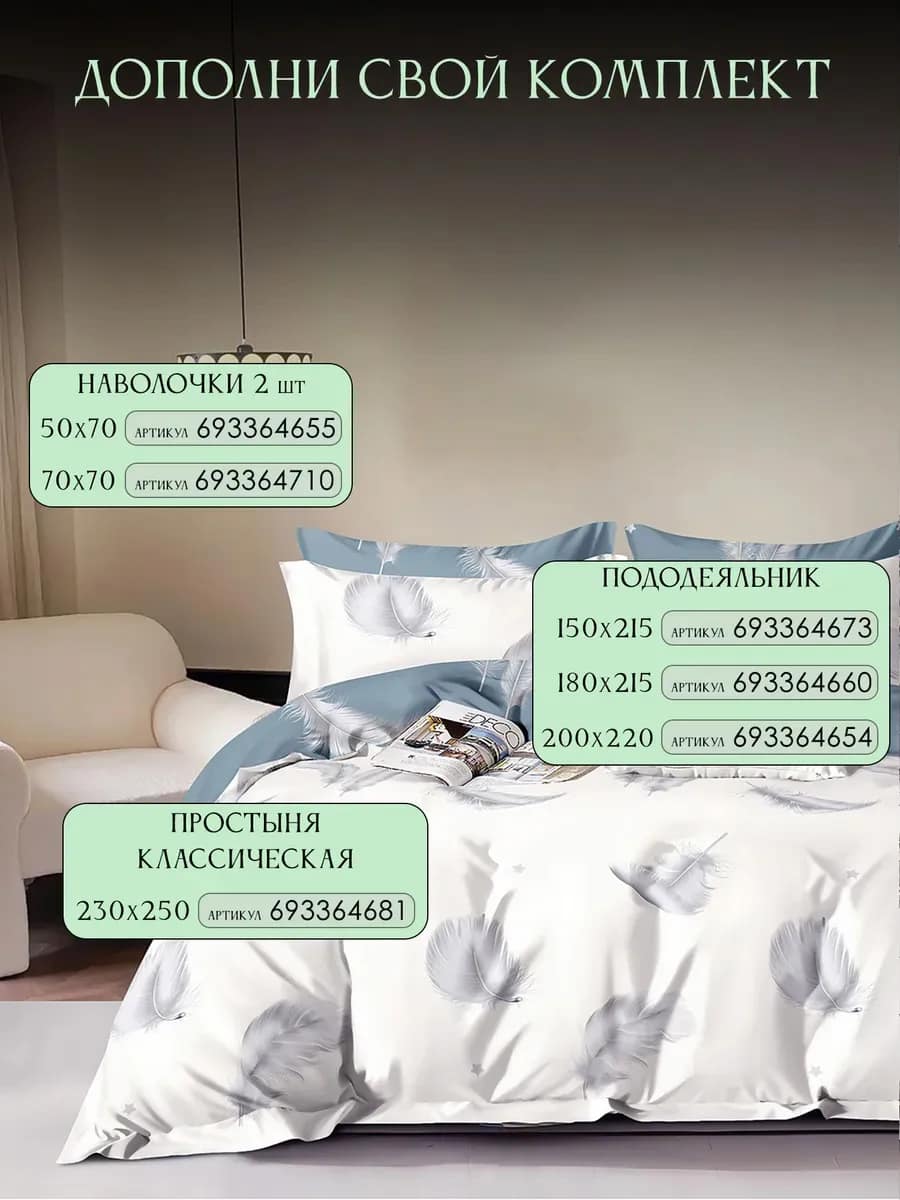 ДОПОЛНИ СВОЙ КОМПЛЕКТ
НАВОЛОЧКИ 2 шт
50х70 АРТИКУЛ 693364655
70х70 АРТИКУЛ 693364710
ПОДОДЕЯЛЬНИК
150х215 АРТИКУЛ 693364673
180х215 АРТИКУЛ 693364660
200х220 АРТИКУЛ 693364654
DECO
ПРОСТЫНЯ
КЛАССИЧЕСКАЯ
230х250 АРТИКУЛ 693364681